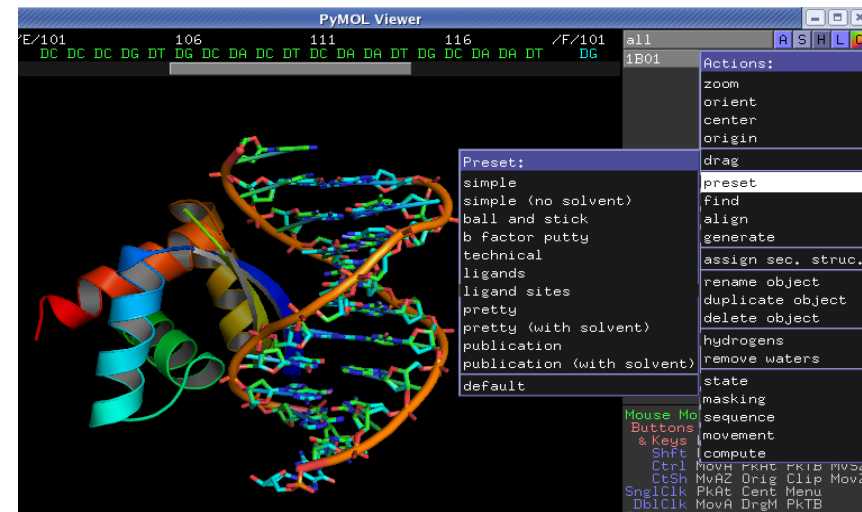 PyMOL Viewer
/E/101 106 111 116 /F/101
DC DC DC DG DT DG DC DA DC DT DC DA DA DT DG DC DA DA DT DG
all A S H L C
1B01
Actions:
zoom
orient
center
origin
drag
preset
find
align
generate
assign sec. struc.
rename object
duplicate object
delete object
hydrogens
remove waters
state
masking
sequence
movement
compute
Preset:
simple
simple (no solvent)
ball and stick
b factor putty
technical
ligands
ligand sites
pretty
pretty (with solvent)
publication
publication (with solvent)
default
Mouse Mo
Buttons
& Keys
Shft
Ctrl MovA PkAt PkTB MvSz
CtSh MvAZ Orig Clip MovZ
SnglClk PkAt Cent Menu
DblClk MovA DrgM PkTB